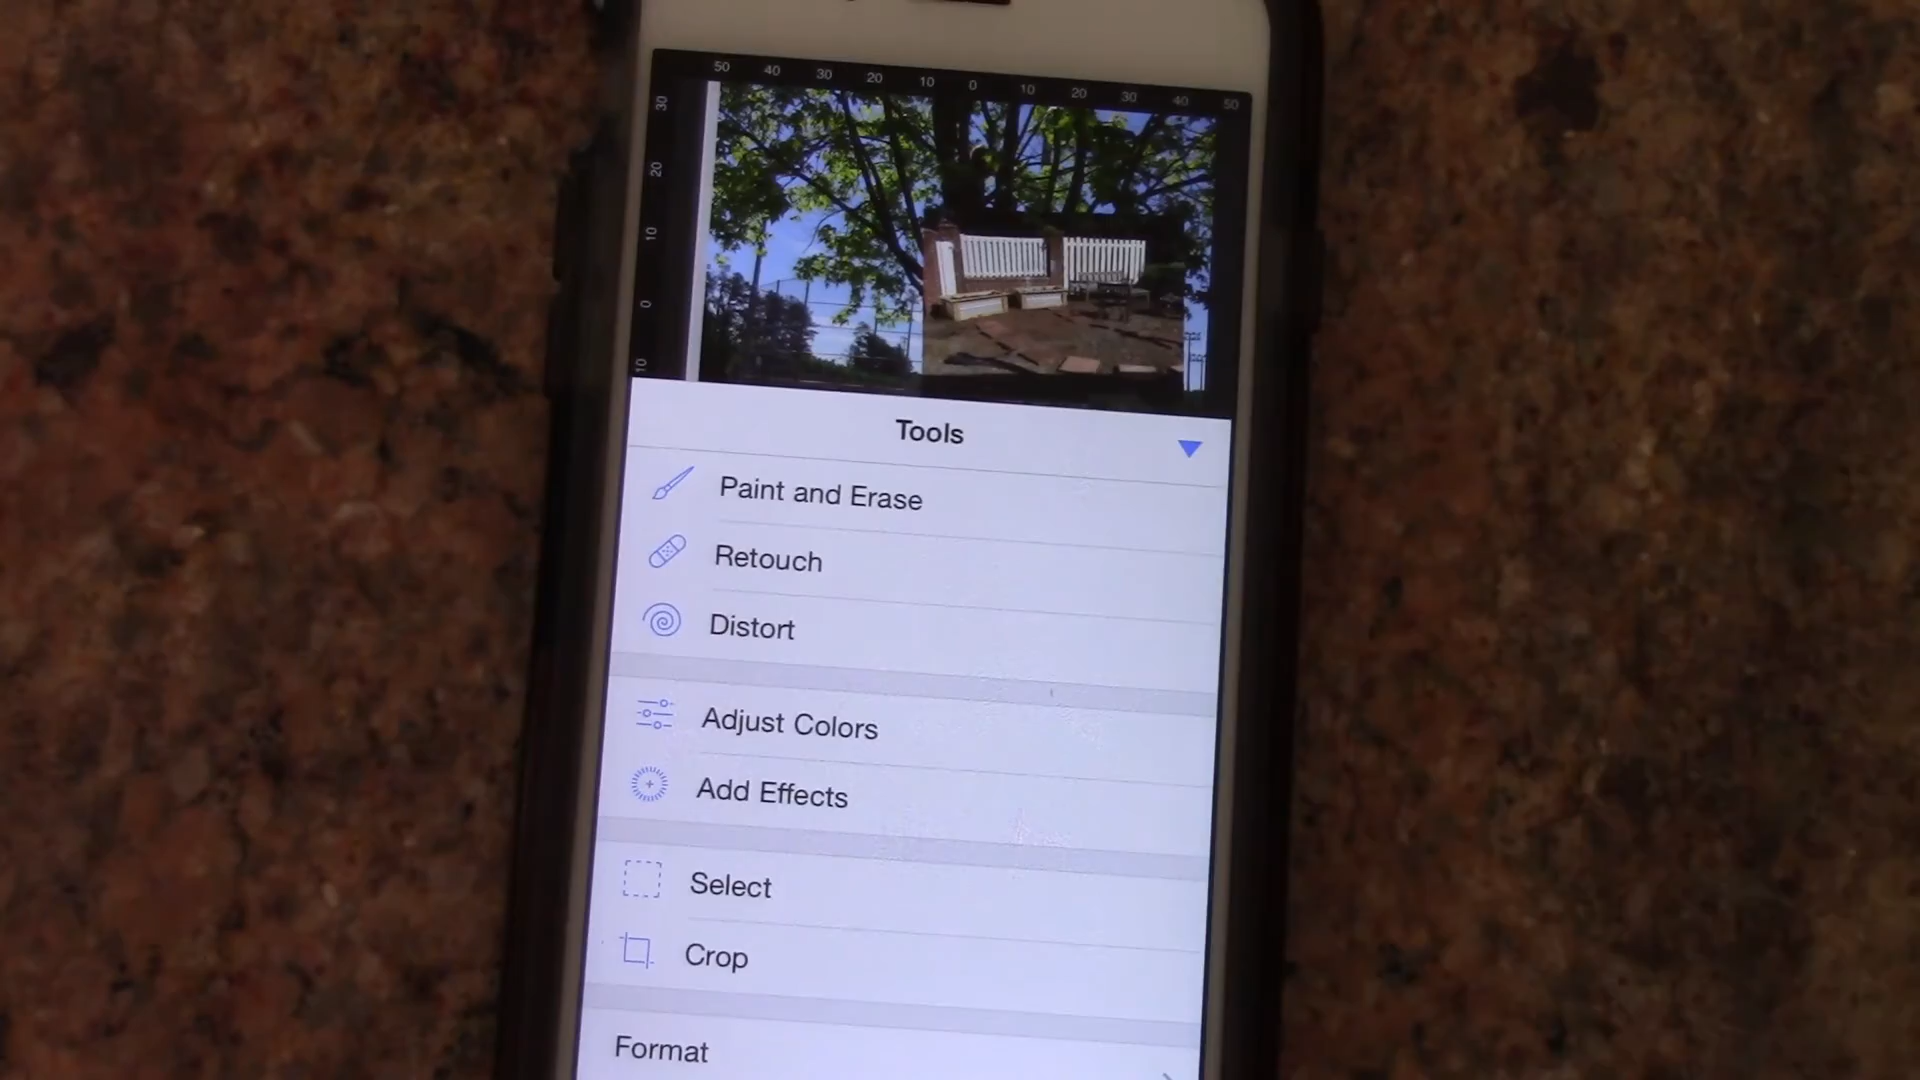 50 40 30 20 10 0 10 20 30 40 50
30
20
10
0
10
Tools
Paint and Erase
Retouch
Distort
Adjust Colors
Add Effects
Select
Crop
Format